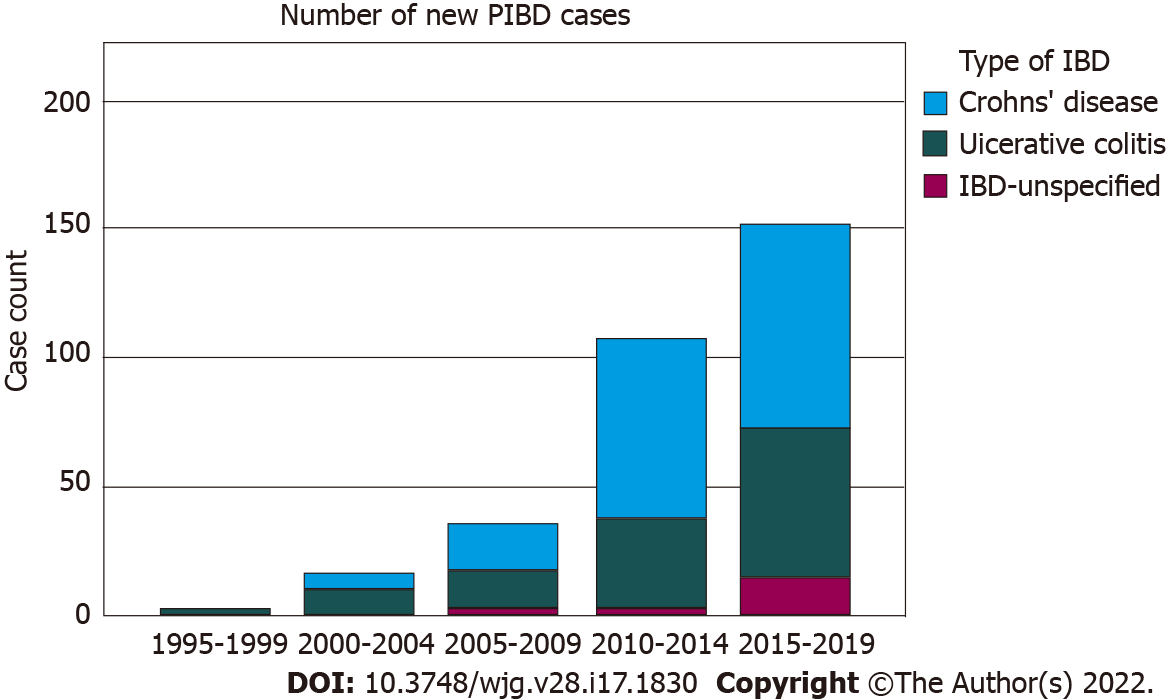 Number of new PIBD cases
Type of IBD
Crohns' disease
Uicerative colitis
IBD-unspecified
Case count
200
150
100
50
0
1995-1999 2000-2004 2005-2009 2010-2014 2015-2019
DOI: 10.3748/wjg.v28.i17.1830 Copyright ©The Author(s) 2022.